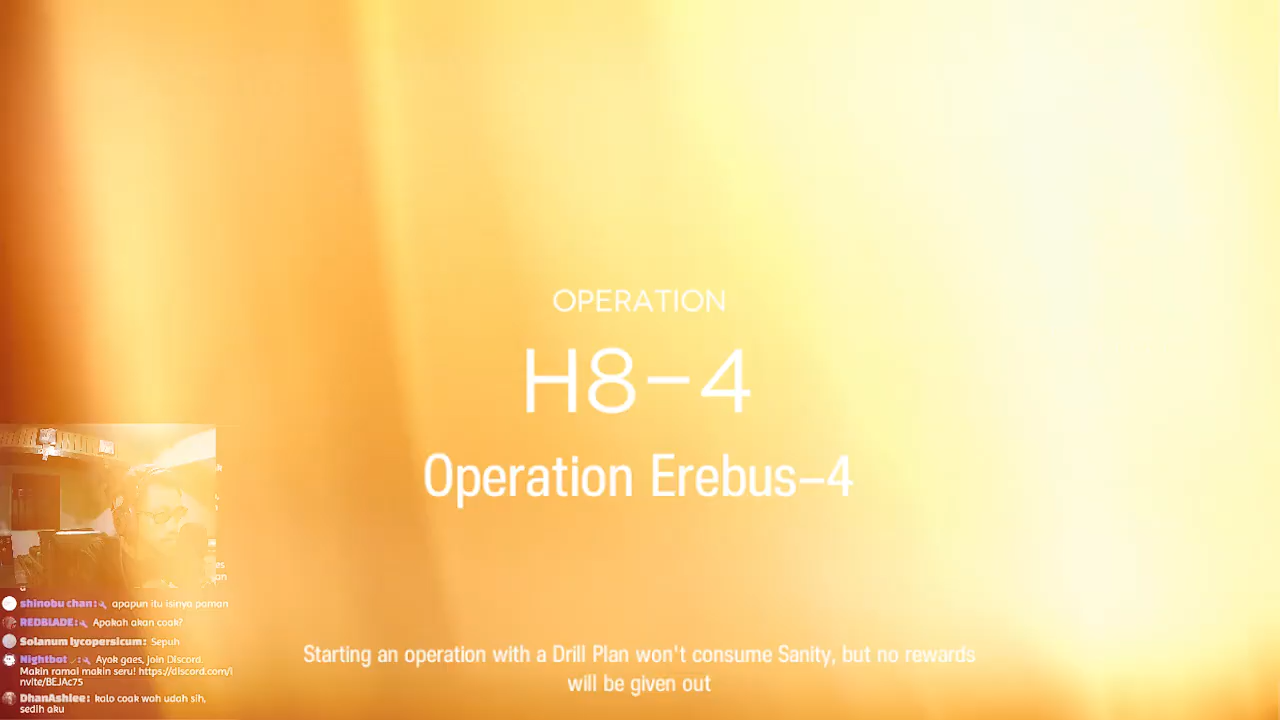 OPERATION
H8-4
Operation Erebus-4
Starting an operation with a Drill Plan won't consume Sanity, but no rewards
will be given out
es
an
a
shinobu chan: apapun itu isinya paman
REDBLADE: Apakah akan coak?
Solanum lycopersicum: Sepuh
Nightbot : Ayok gaes, join Discord.
Makin ramai makin seru! https://discord.com/i
nvite/BEJAc75
DhanAshlee: kalo coak wah udah sih,
sedih aku